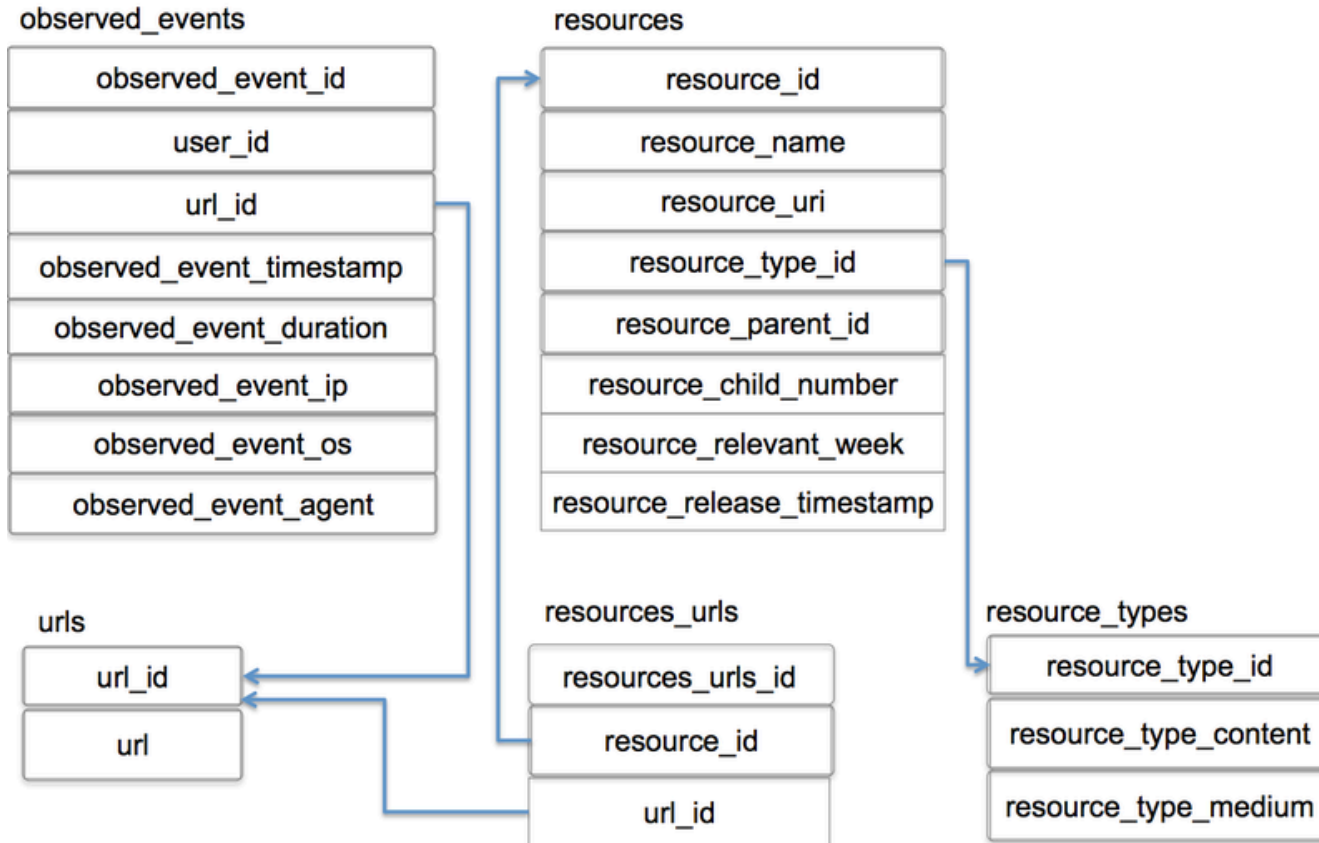 observed_events
observed_event_id
user_id
url_id
observed_event_timestamp
observed_event_duration
observed_event_ip
observed_event_os
observed_event_agent
resources
resource_id
resource_name
resource_uri
resource_type_id
resource_parent_id
resource_child_number
resource_relevant_week
resource_release_timestamp
urls
url_id
url
resources_urls
resources_urls_id
resource_id
url_id
resource_types
resource_type_id
resource_type_content
resource_type_medium